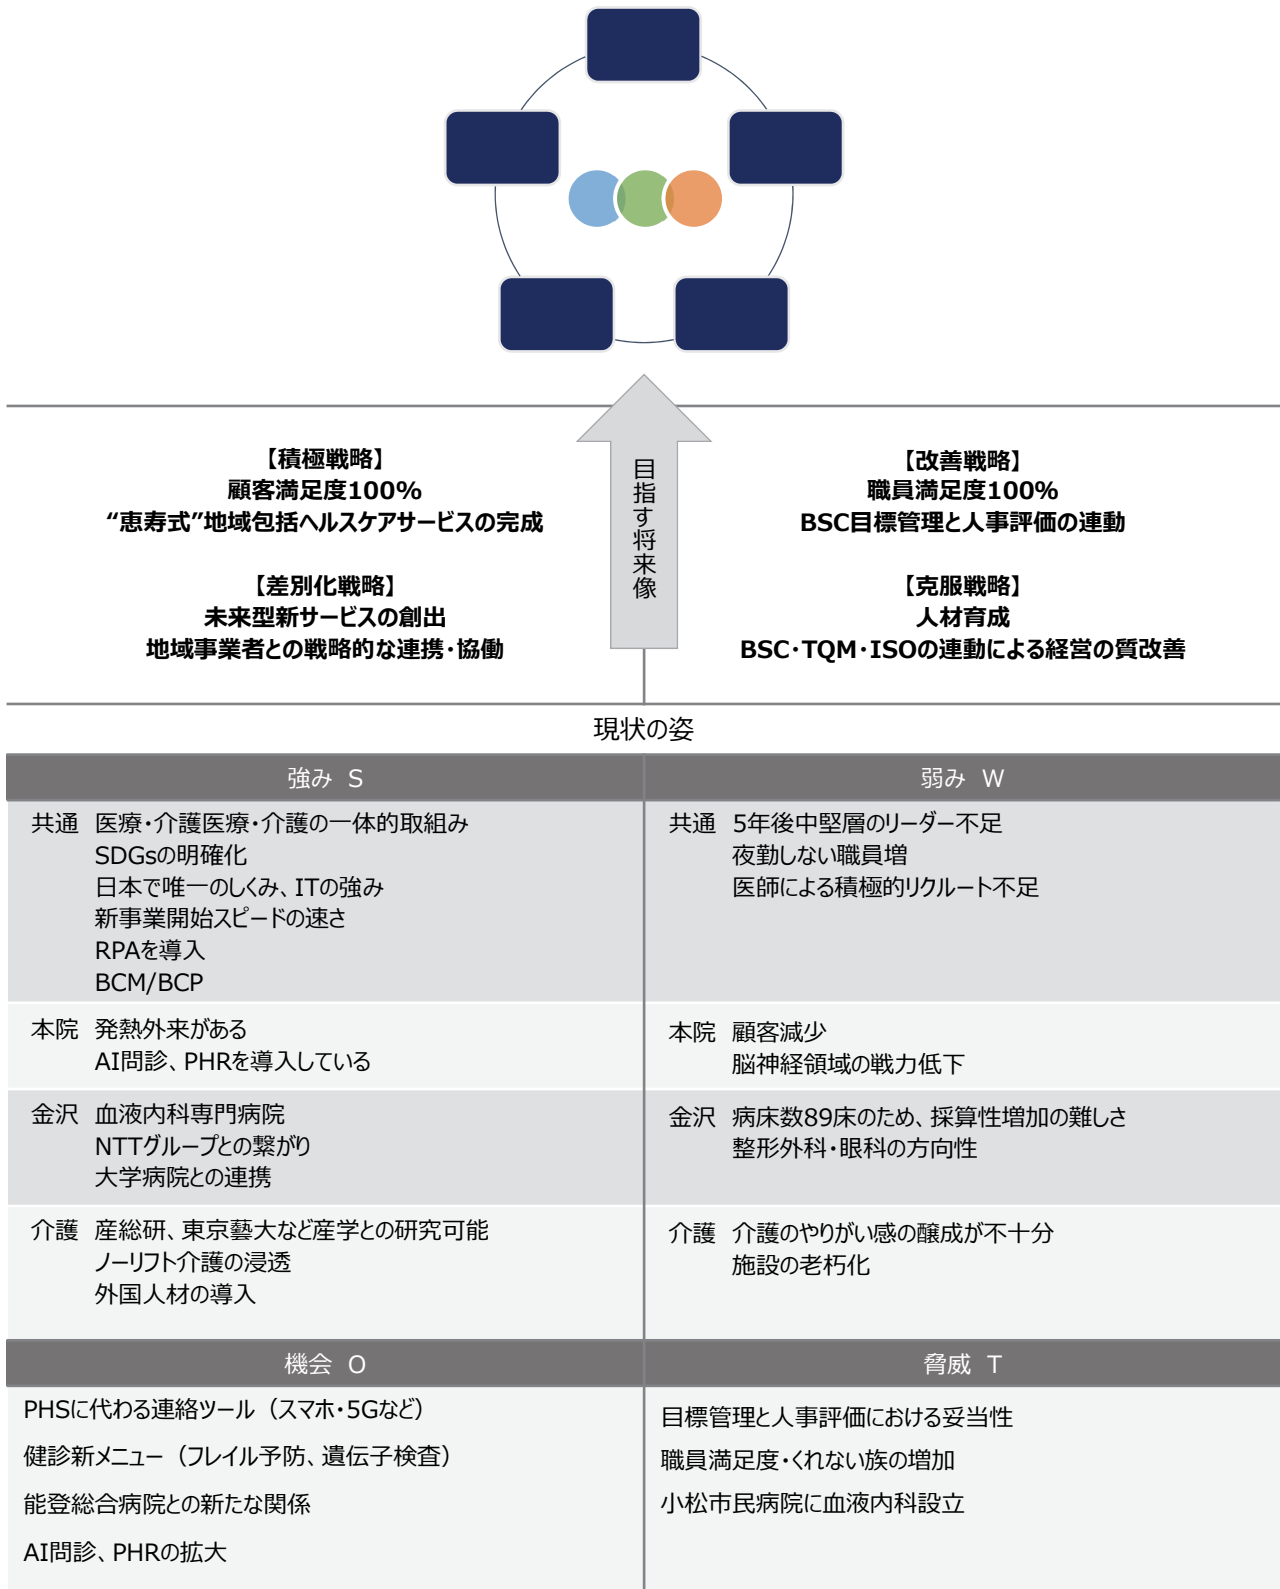 【積極戦略】
顧客満足度100%
“恵寿式”地域包括ヘルスケアサービスの完成
【差別化戦略】
未来型新サービスの創出
地域事業者との戦略的な連携・協働
目指す将来像
【改善戦略】
職員満足度100%
BSC目標管理と人事評価の連動
【克服戦略】
人材育成
BSC・TQM・ISOの連動による経営の質改善
現状の姿
強み S
共通 医療・介護医療・介護の一体的取組み
SDGsの明確化
日本で唯一のしくみ、ITの強み
新事業開始スピードの速さ
RPAを導入
BCM/BCP
本院 発熱外来がある
AI問診、PHRを導入している
金沢 血液内科専門病院
NTTグループとの繋がり
大学病院との連携
介護 産総研、東京藝大など産学との研究可能
ノーリフト介護の浸透
外国人材の導入
弱み W
共通 5年後中堅層のリーダー不足
夜勤しない職員増
医師による積極的リクルート不足
本院 顧客減少
脳神経領域の戦力低下
金沢 病床数89床のため、採算性増加の難しさ
整形外科・眼科の方向性
介護 介護のやりがい感の醸成が不十分
施設の老朽化
機会 O
PHSに代わる連絡ツール（スマホ・5Gなど）
健診新メニュー（フレイル予防、遺伝子検査）
能登総合病院との新たな関係
AI問診、PHRの拡大
脅威 T
目標管理と人事評価における妥当性
職員満足度・くれない族の増加
小松市民病院に血液内科設立